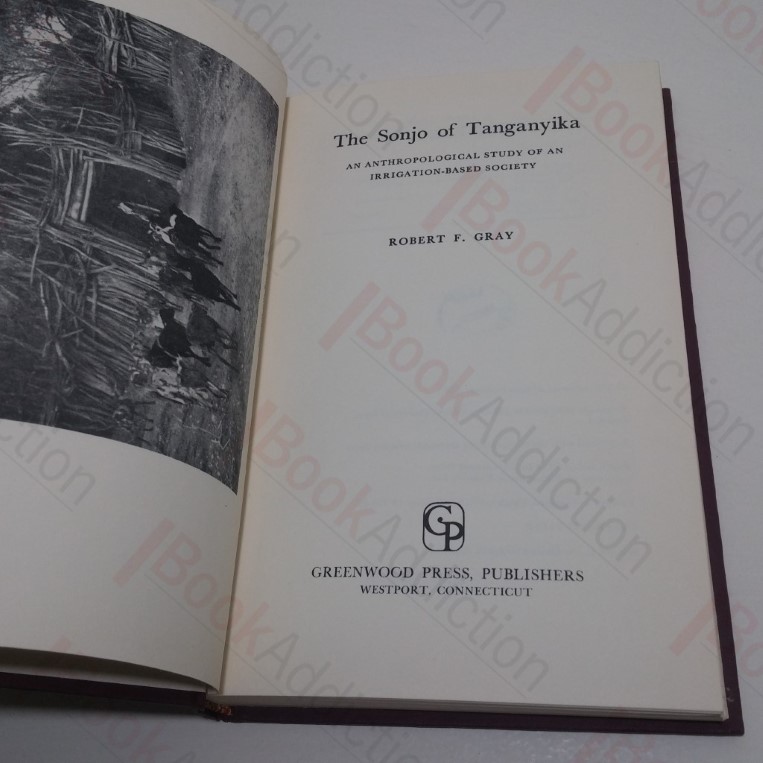 The Sonjo of Tanganyika
AN ANTHROPOLOGICAL STUDY OF AN
IRRIGATION-BASED SOCIETY
ROBERT F. GRAY
GP
GREENWOOD PRESS, PUBLISHERS
WESTPORT, CONNECTICUT
BookAddiction